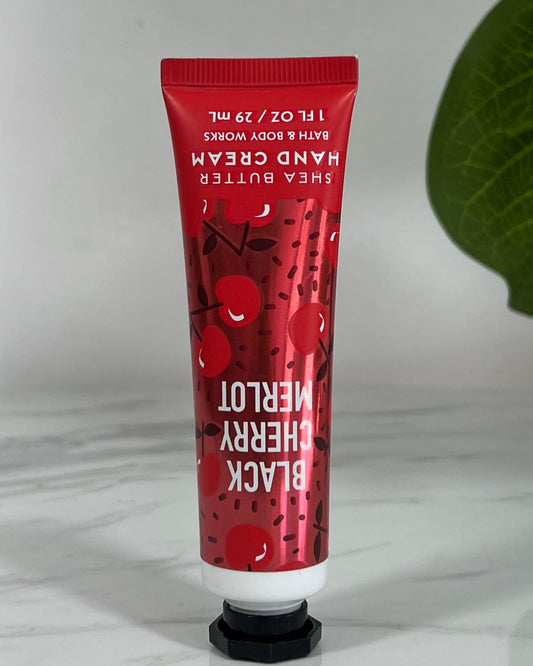 BLACK
CHERRY
MERLOT
SHEA BUTTER
HAND CREAM
BATH & BODY WORKS
1 FL OZ / 29 mL